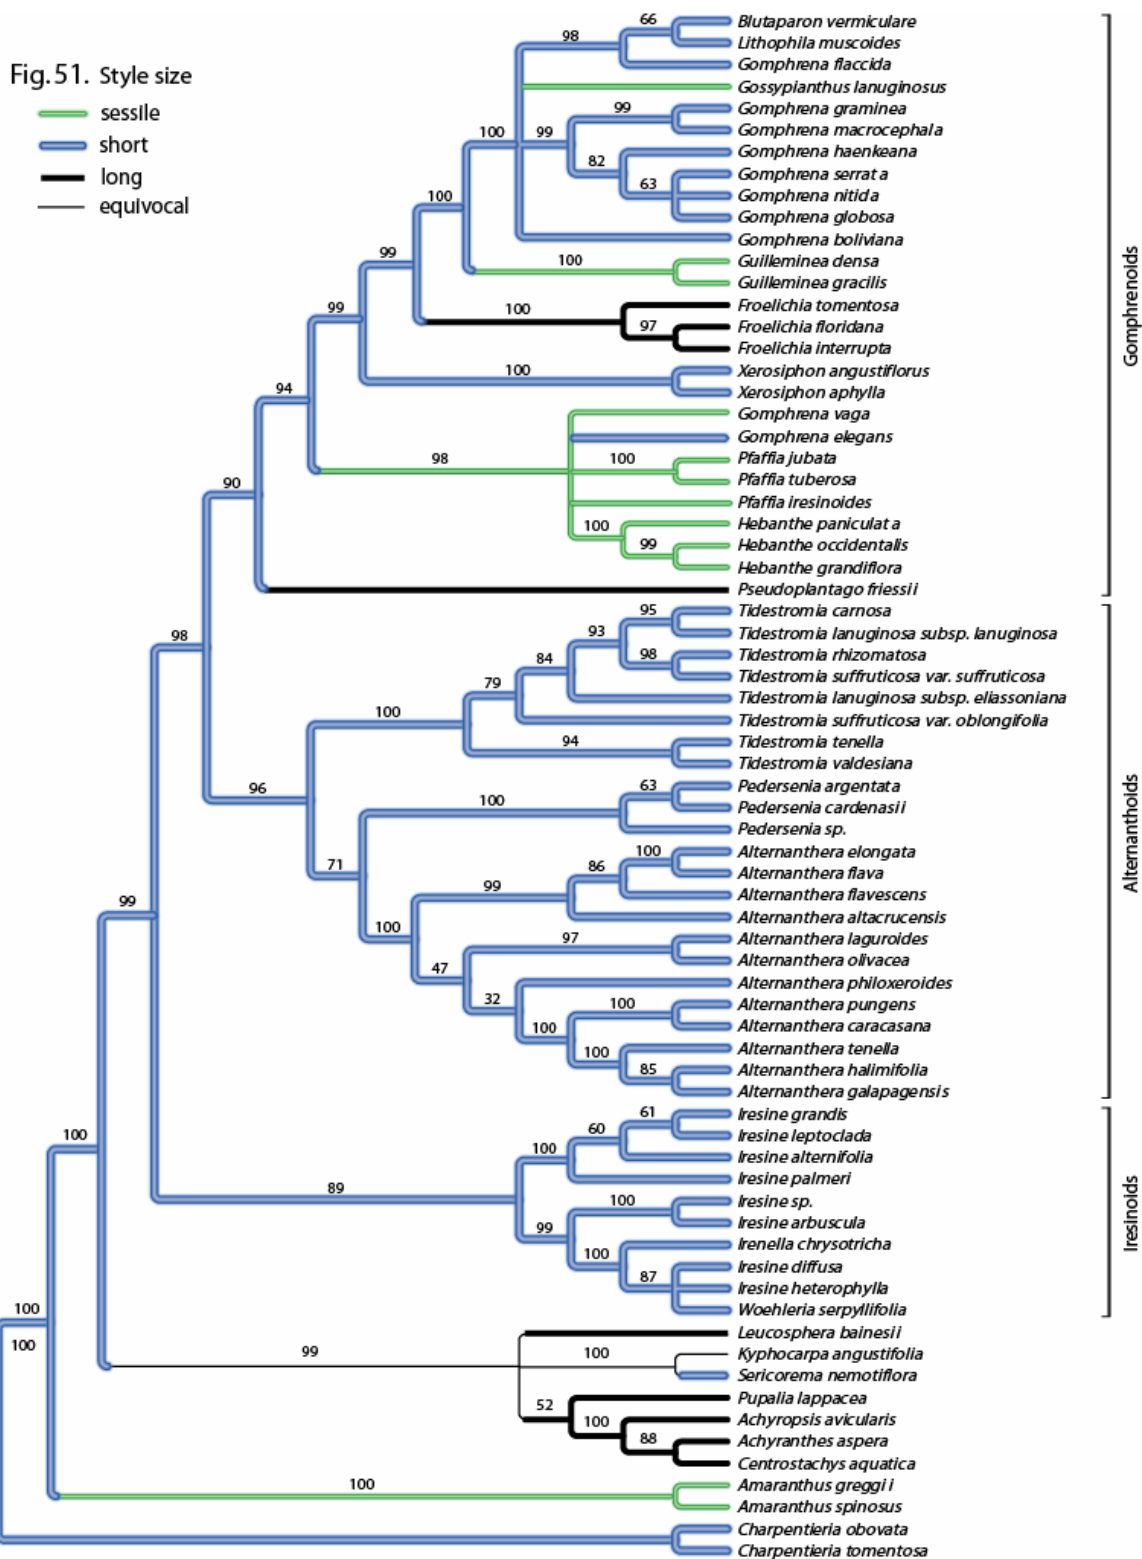 Fig.51. Style size
sessile
short
long
equivocal
66
Blutaparon vermiculare
98
Lithophila muscoides
Gomphrena flaccida
Gossypianthus lanuginosus
99
Gomphrena graminea
100
99
Gomphrena macrocephala
82
Gomphrena haenkeana
63
Gomphrena serrata
100
Gomphrena nitida
Gomphrena globosa
Gomphrena boliviana
99
100
Guilleminea densa
Guilleminea gracilis
99
100
Froelichia tomentosa
97
Froelichia floridana
Froelichia interrupta
100
Xerosiphon angustiflorus
94
Xerosiphon aphylla
Gomphrena vaga
Gomphrena elegans
98
100
Pfaffia jubata
90
Pfaffia tuberosa
Pfaffia iresinoides
100
Hebanthe paniculata
99
Hebanthe occidentalis
Hebanthe grandiflora
Pseudoplantago friessii
Gomphrenoids
98
95
Tidestromia carnosa
93
Tidestromia lanuginosa subsp. lanuginosa
84
98
Tidestromia rhizomatosa
79
Tidestromia suffruticosa var. suffruticosa
Tidestromia lanuginosa subsp. eliassoniana
100
Tidestromia suffruticosa var. oblongifolia
94
Tidestromia tenella
Tidestromia valdesiana
96
100
63
Pedersenia argentata
Pedersenia cardenasii
Pedersenia sp.
71
86
100
Alternanthera elongata
99
Alternanthera flava
Alternanthera flavescens
Alternanthera altacrucensis
100
97
Alternanthera laguroides
47
Alternanthera olivacea
32
Alternanthera philoxeroides
100
100
Alternanthera pungens
Alternanthera caracasana
100
Alternanthera tenella
85
Alternanthera halimifolia
Alternanthera galapagensis
Alternanthoids
99
100
61
Iresine grandis
60
Iresine leptoclada
100
Iresine alternifolia
89
Iresine palmeri
100
Iresine sp.
99
Iresine arbuscula
100
Irenella chrysotricha
87
Iresine diffusa
Iresine heterophylla
Woehleria serpyllifolia
Iresinoids
100
100
Leucosphera bainesii
99
100
Kyphocarpa angustifolia
Sericorema nemotiflora
52
Pupalia lappacea
100
Achyropsis avicularis
88
Achyranthes aspera
Centrostachys aquatica
100
Amaranthus greggii
Amaranthus spinosus
Charpentieria obovata
Charpentieria tomentosa